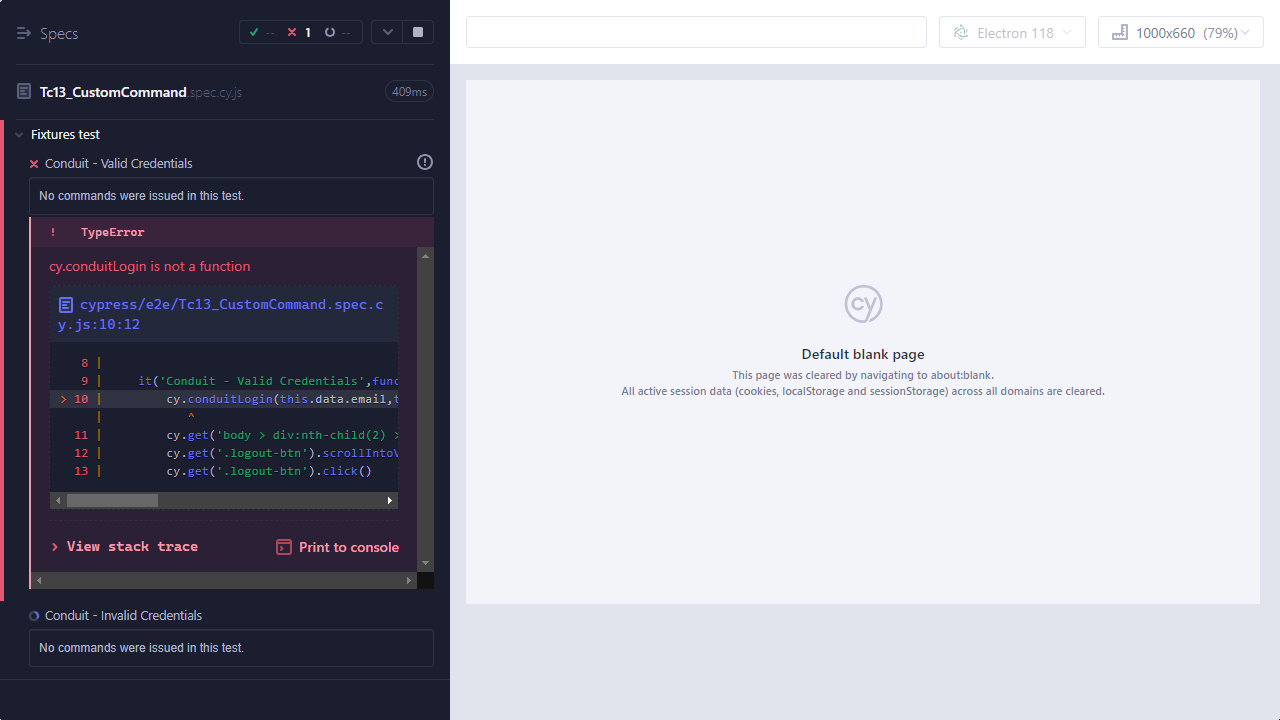 Specs
-- 1 --
Tc13_CustomCommand.spec.cy.js 409ms
Fixtures test
Conduit - Valid Credentials
No commands were issued in this test.
! TypeError
cy.conduitLogin is not a function
cypress/e2e/Tc13_CustomCommand.spec.c
y.js:10:12
8 |
9 | it('Conduit - Valid Credentials',func
> 10 | cy.conduitLogin(this.data.email,t
| ^
11 | cy.get('body > div:nth-child(2) >
12 | cy.get('.logout-btn').scrollIntoV
13 | cy.get('.logout-btn').click()
> View stack trace
Print to console
Conduit - Invalid Credentials
No commands were issued in this test.
Electron 118
1000x660 (79%)
cy
Default blank page
This page was cleared by navigating to about:blank.
All active session data (cookies, localStorage and sessionStorage) across all domains are cleared.